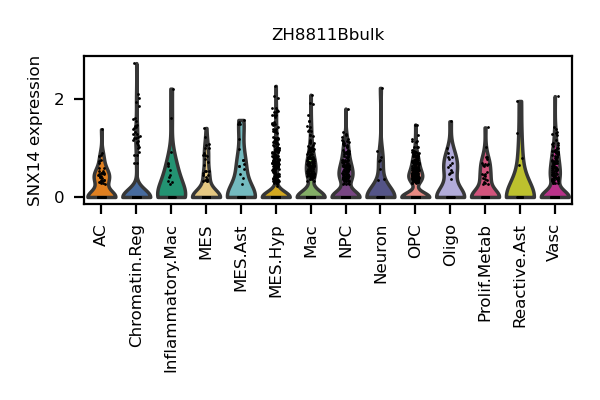 ZH8811Bbulk
SNX14 expression
2
0
AC
Chromatin.Reg
Inflammatory.Mac
MES
MES.Ast
MES.Hyp
Mac
NPC
Neuron
OPC
Oligo
Prolif.Metab
Reactive.Ast
Vasc